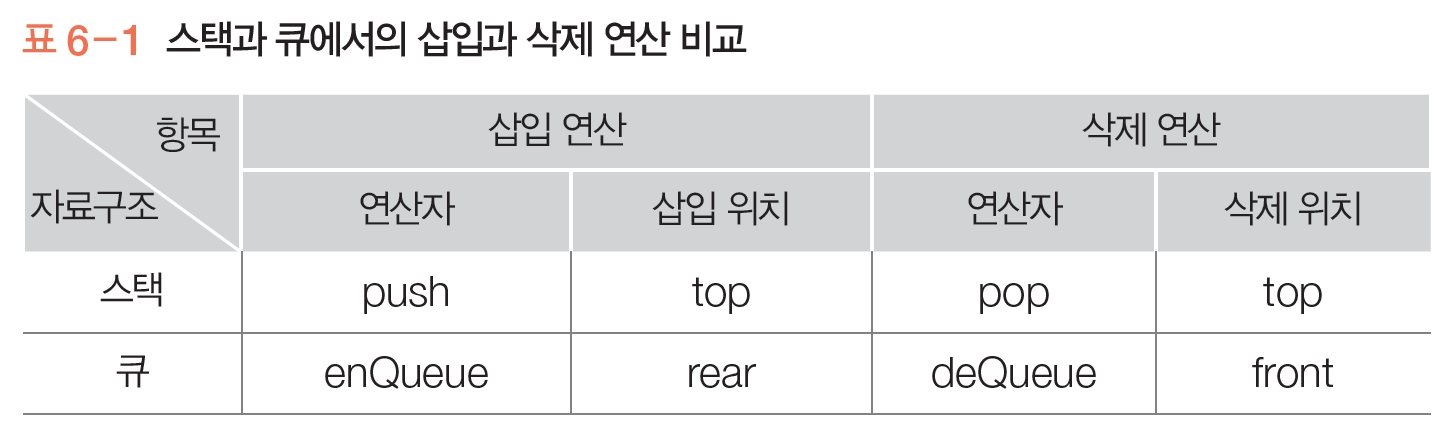 표 6-1 스택과 큐에서의 삽입과 삭제 연산 비교
항목 삽입 연산 삭제 연산
자료구조 연산자 삽입 위치 연산자 삭제 위치
스택 push top pop top
큐 enQueue rear deQueue front